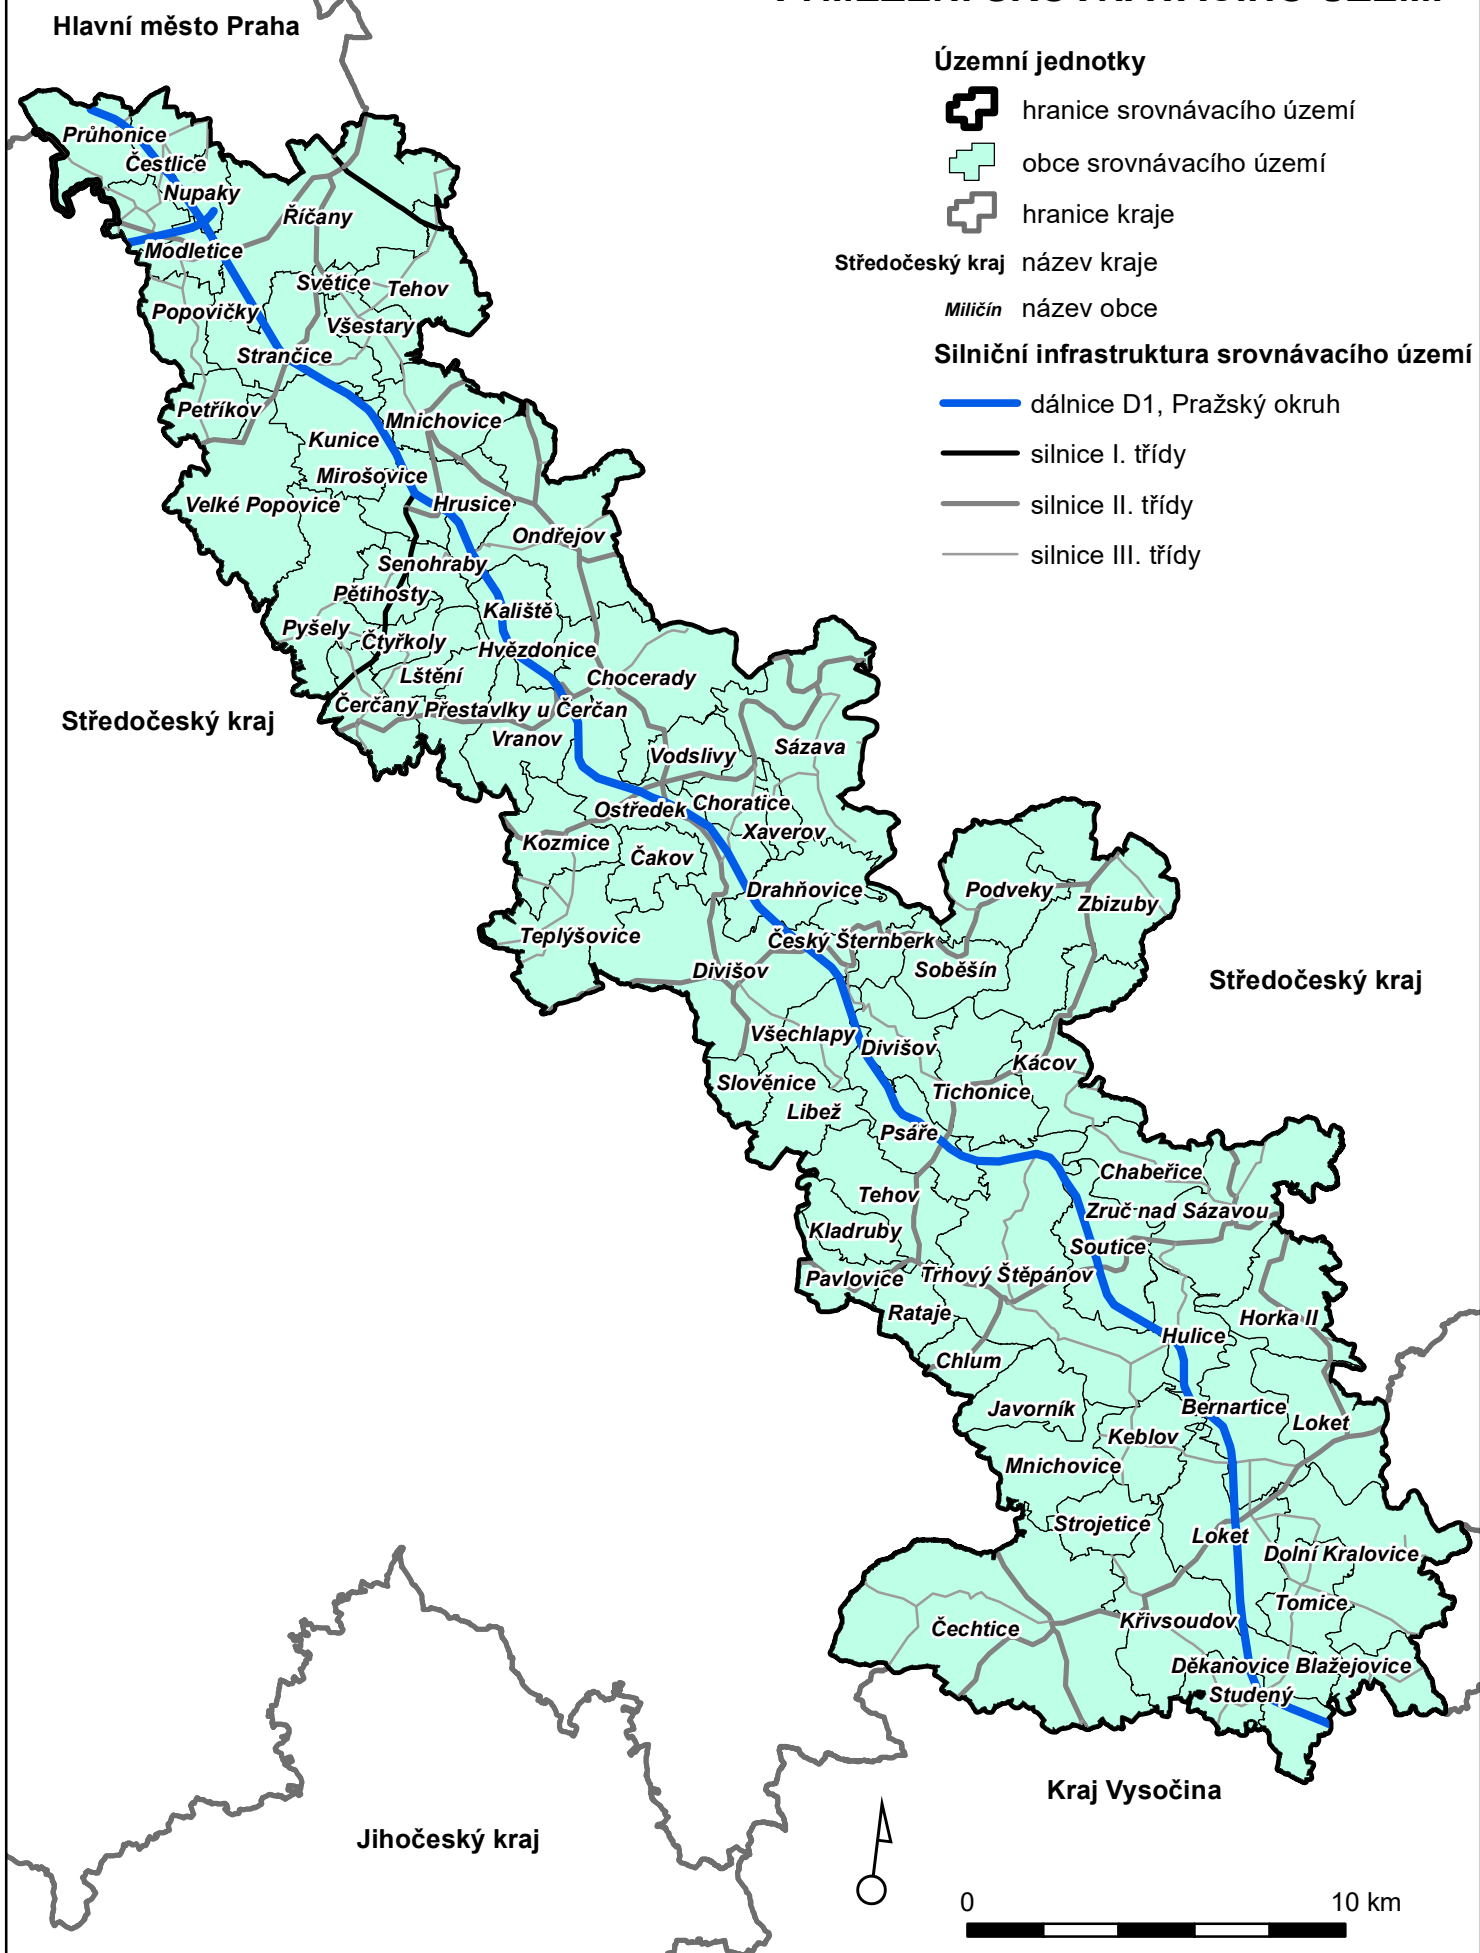 Hlavní město Praha
Územní jednotky
hranice srovnávacího území
obce srovnávacího území
hranice kraje
Středočeský kraj název kraje
Miličín název obce
Silniční infrastruktura srovnávacího území
dálnice D1, Pražský okruh
silnice I. třídy
silnice II. třídy
silnice III. třídy
Průhonice
Čestlice
Nupaky
Říčany
Modletice
Světice
Tehov
Popovičky
Všestary
Strančice
Petříkov
Mnichovice
Kunice
Mirošovice
Velké Popovice
Hrusice
Ondřejov
Senohraby
Pětihosty
Kaliště
Pyšely
Čtyřkoly
Hvězdonice
Lštění
Chocerady
Čerčany
Přestavlky u Čerčan
Středočeský kraj
Vranov
Vodslivy
Sázava
Ostředek
Choratice
Xaverov
Kozmice
Čakov
Drahňovice
Podveky
Zbizuby
Teplýšovice
Český Šternberk
Divišov
Soběšín
Středočeský kraj
Všechlapy
Divišov
Kácov
Slověnice
Tichonice
Libež
Psáře
Chabeřice
Tehov
Zruč nad Sázavou
Kladruby
Soutice
Pavlovice
Trhový Štěpánov
Rataje
Horka II
Hulice
Chlum
Javorník
Bernartice
Loket
Keblov
Mnichovice
Strojetice
Loket
Dolní Kralovice
Tomice
Čechtice
Křivsoudov
Děkanovice
Blažejovice
Studený
Kraj Vysočina
Jihočeský kraj
0 10 km